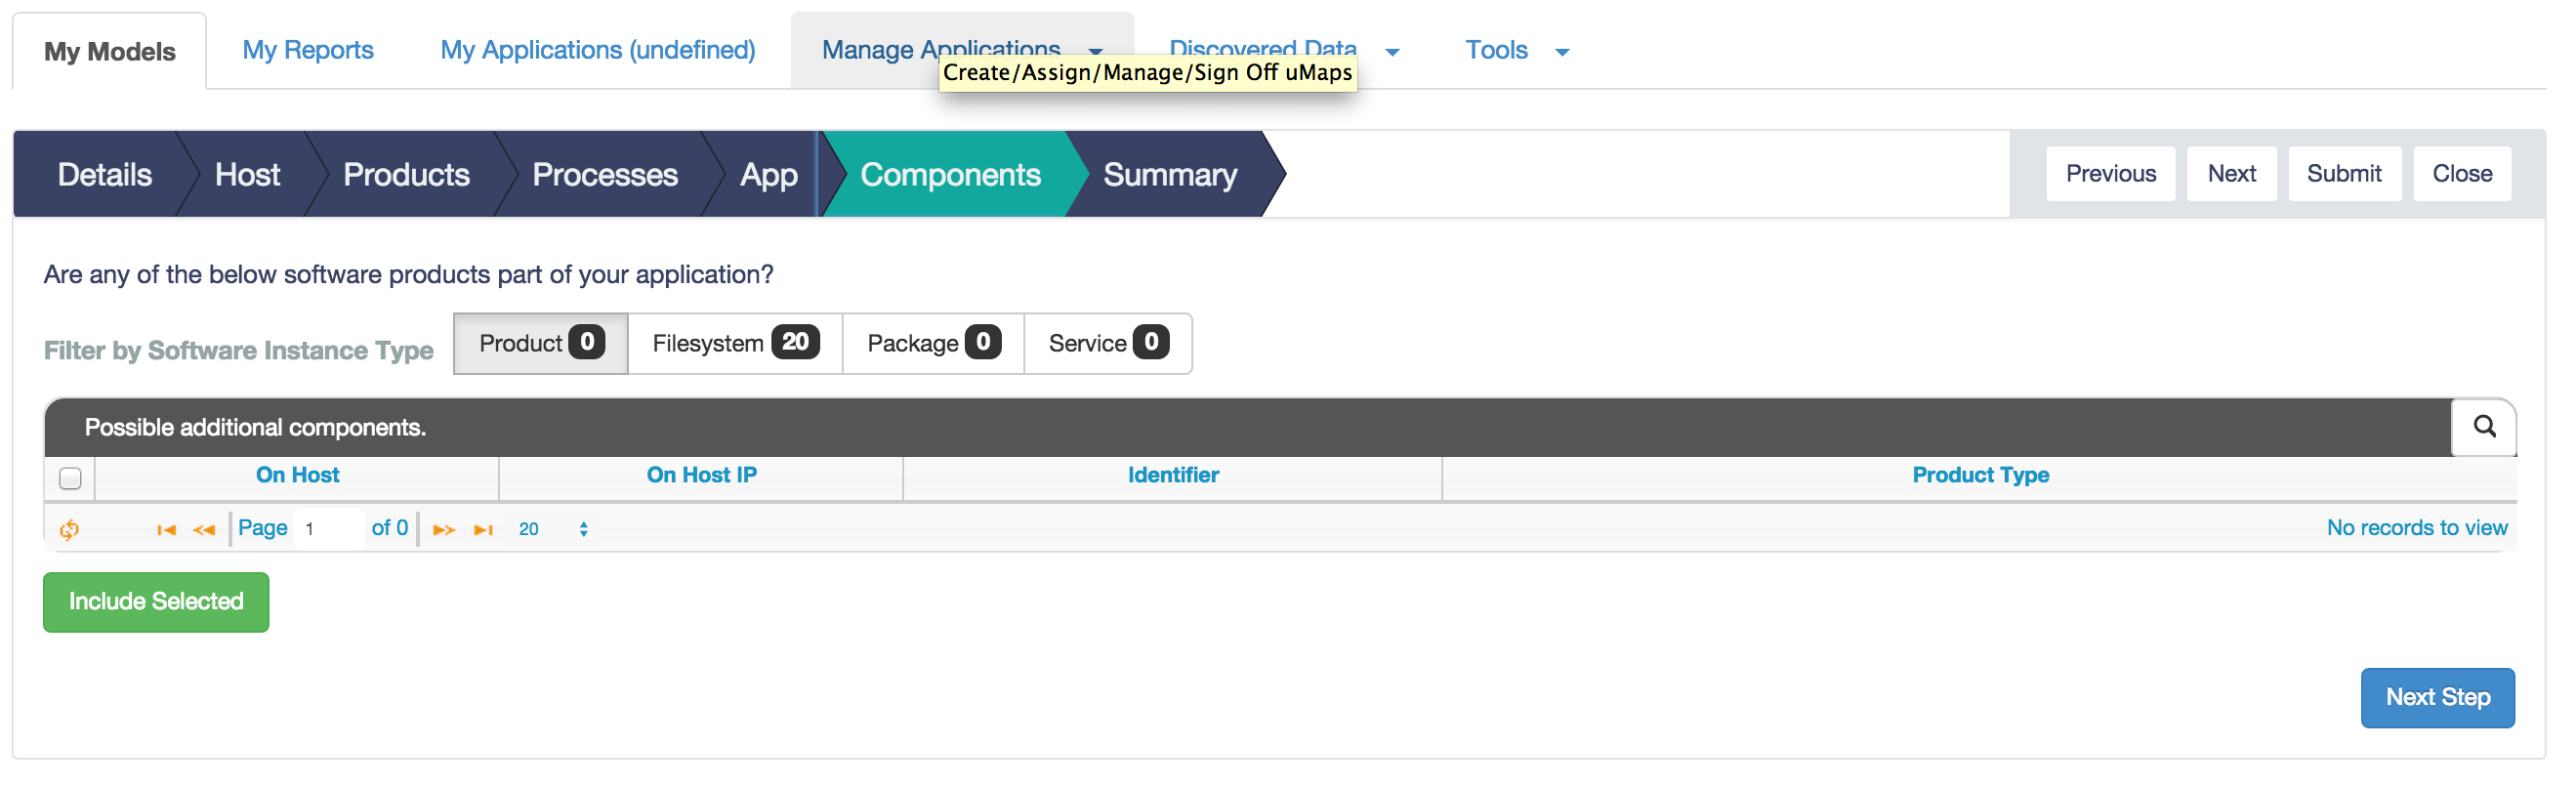 My Models My Reports My Applications (undefined) Manage Applications Discovered Data Tools
Create/Assign/Manage/Sign Off uMaps
Details Host Products Processes App Components Summary Previous Next Submit Close
Are any of the below software products part of your application?
Filter by Software Instance Type Product 0 Filesystem 20 Package 0 Service 0
Possible additional components.
On Host On Host IP Identifier Product Type
Page 1 of 0 20 No records to view
Include Selected
Next Step